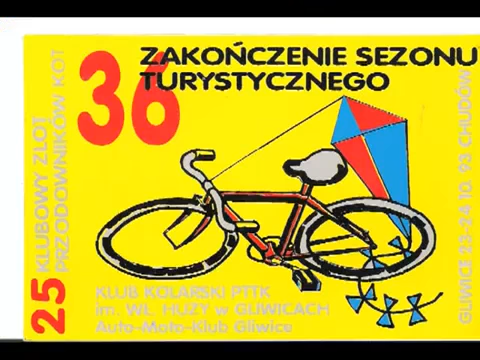 36
ZAKOŃCZENIE SEZONU
TURYSTYCZNEGO
25
KLUBOWY ZLOT
PRZODOWNIKÓW KOT
KLUB KOLARSKI PTTK
im. WŁ. HUZY w GLIWICACH
Auto-Moto-Klub Gliwice
GLIWICE 23-24.10.93 CHUDÓW